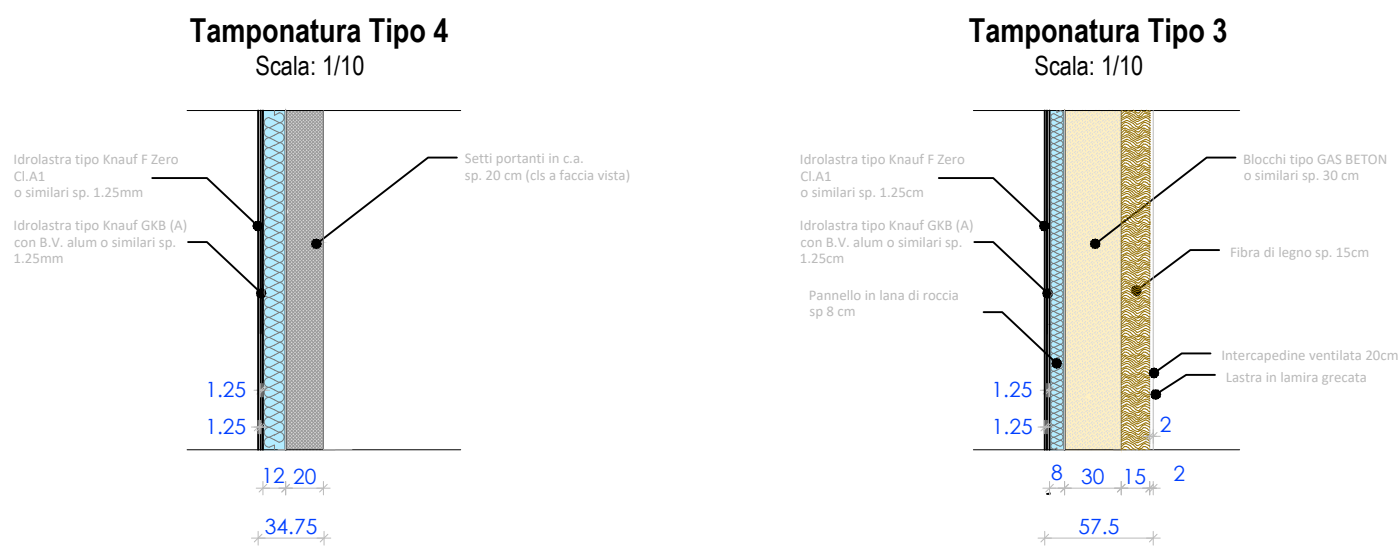 Tamponatura Tipo 4
Scala: 1/10
Idrolastra tipo Knauf F Zero
Cl.A1
o similari sp. 1.25mm
Idrolastra tipo Knauf GKB (A)
con B.V. alum o similari sp.
1.25mm
Setti portanti in c.a.
sp. 20 cm (cls a faccia vista)
1.25
1.25
12
20
34.75
Tamponatura Tipo 3
Scala: 1/10
Idrolastra tipo Knauf F Zero
Cl.A1
o similari sp. 1.25cm
Idrolastra tipo Knauf GKB (A)
con B.V. alum o similari sp.
1.25cm
Pannello in lana di roccia
sp 8 cm
Blocchi tipo GAS BETON
o similari sp. 30 cm
Fibra di legno sp. 15cm
Intercapedine ventilata 20cm
Lastra in lamira grecata
1.25
1.25
2
8
30
15
2
57.5